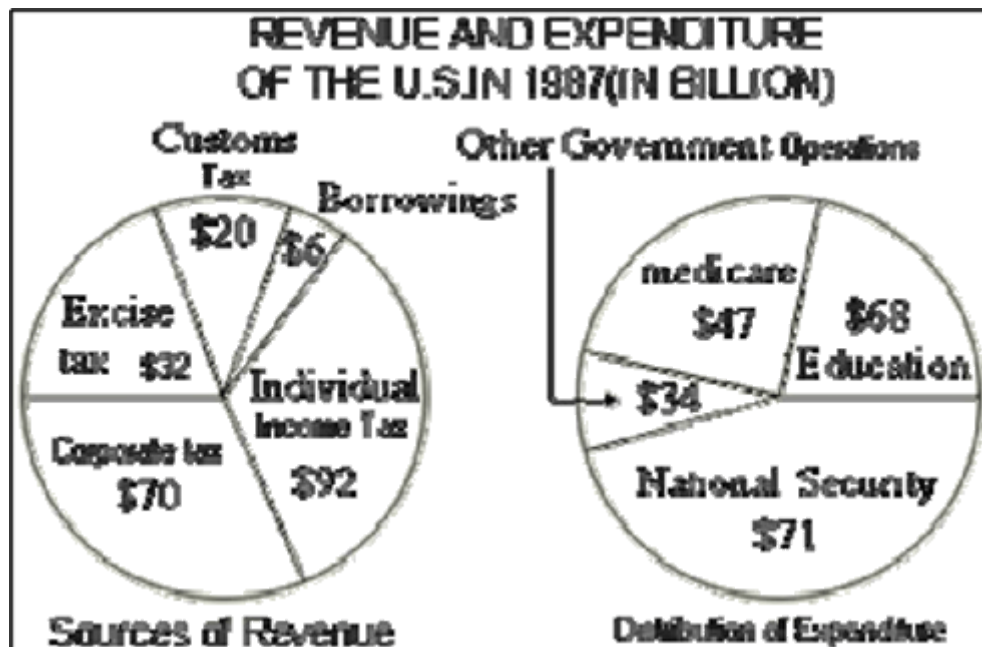 REVENUE AND EXPENDITURE
OF THE U.S.IN 1987(IN BILLION)
Customs
Tax
$20
Borrowings
$6
Excise
tax $32
Individual
Income Tax
$92
Corporate tax
$70
Sources of Revenue
Other Government Operations
medicare
$47
$68
Education
$34
National Security
$71
Distribution of Expenditure